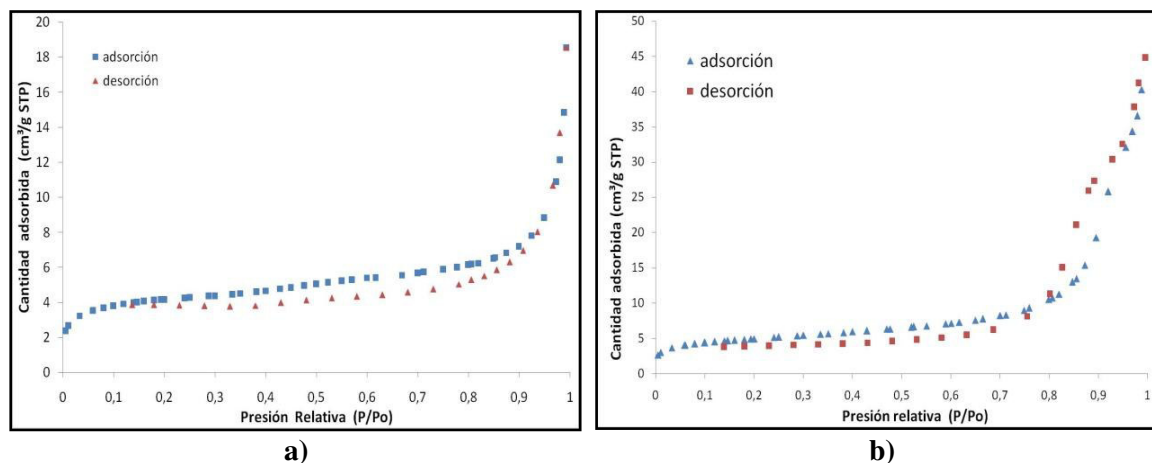 20
18
16
14
12
10
8
6
4
2
0
Cantidad adsorbida (cm³/g STP)
adsorción
desorción
0 0,1 0,2 0,3 0,4 0,5 0,6 0,7 0,8 0,9 1
Presión Relativa (P/Po)
a)
50
45
40
35
30
25
20
15
10
5
0
Cantidad adsorbida (cm³/g STP)
adsorción
desorción
0 0,1 0,2 0,3 0,4 0,5 0,6 0,7 0,8 0,9 1
Presión relativa (P/Po)
b)